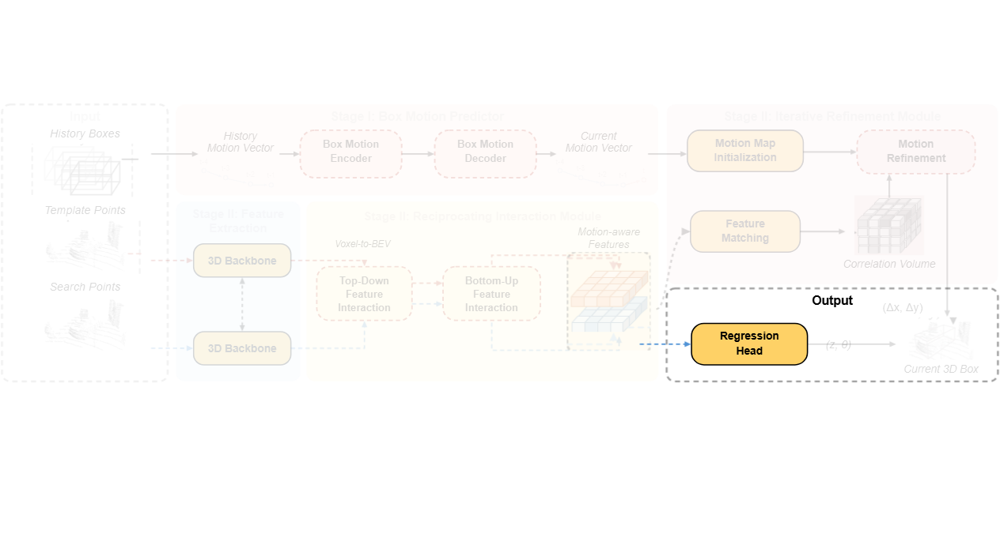 Input
History Boxes
Template Points
Search Points
Stage I: Box Motion Predictor
History
Motion Vector
Box Motion
Encoder
Box Motion
Decoder
Current
Motion Vector
Stage II: Feature
Extraction
3D Backbone
3D Backbone
Stage II: Reciprocating Interaction Module
Voxel-to-BEV
Top-Down
Feature
Interaction
Bottom-Up
Feature
Interaction
Motion-aware
Features
Stage II: Iterative Refinement Module
Motion Map
Initialization
Motion
Refinement
Feature
Matching
Correlation Volume
Output
(Δx, Δy)
Regression
Head
(z, θ)
Current 3D Box